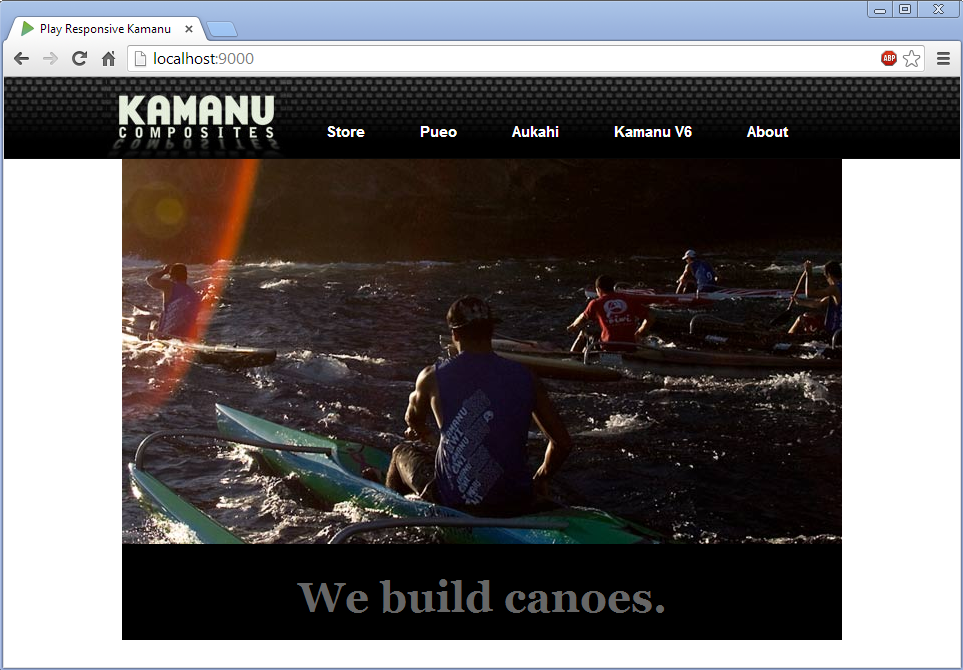 Play Responsive Kamanu
localhost:9000
ABP
KAMANU
COMPOSITES
Store
Pueo
Aukahi
Kamanu V6
About
We build canoes.